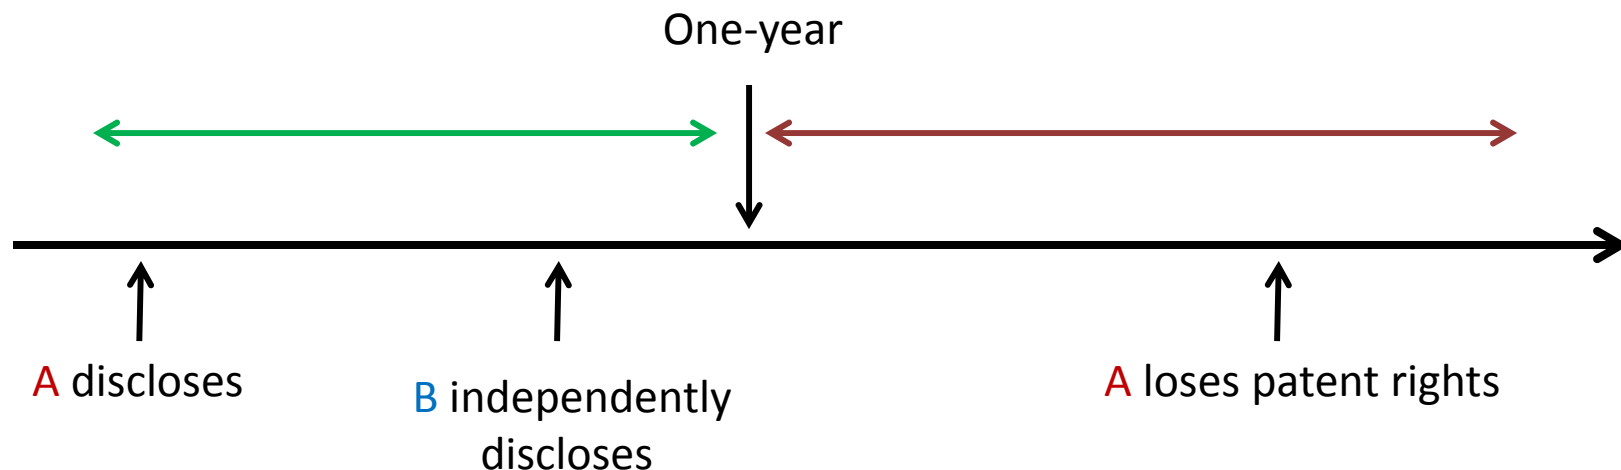 One-year
A discloses
B independently
discloses
A loses patent rights